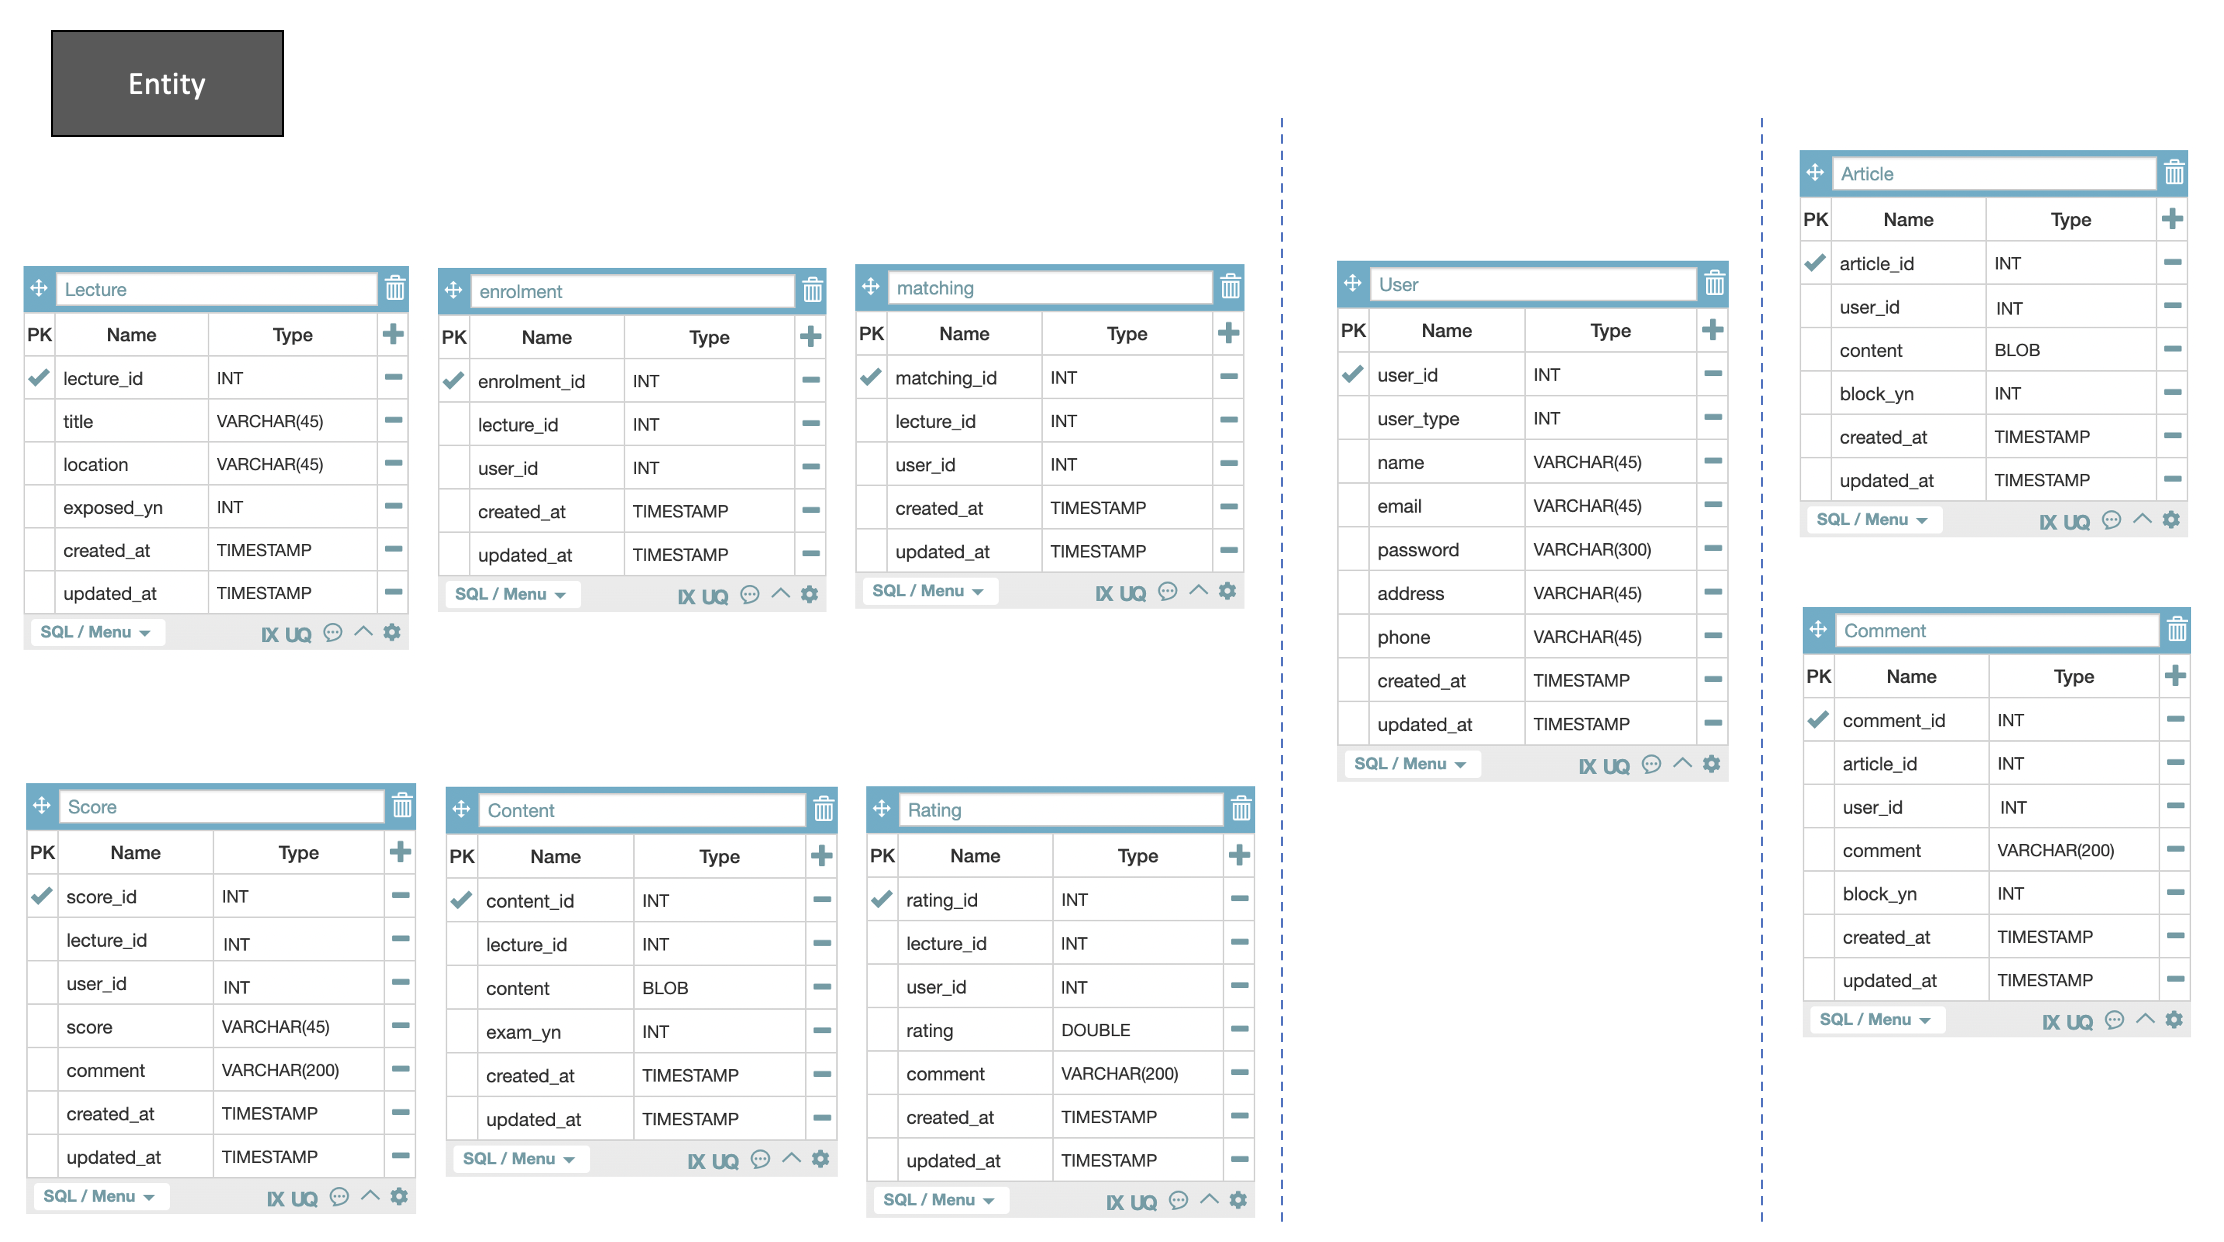 Entity
Lecture
PK Name Type
lecture_id INT
title VARCHAR(45)
location VARCHAR(45)
exposed_yn INT
created_at TIMESTAMP
updated_at TIMESTAMP
SQL / Menu IX UQ
enrolment
PK Name Type
enrolment_id INT
lecture_id INT
user_id INT
created_at TIMESTAMP
updated_at TIMESTAMP
SQL / Menu IX UQ
matching
PK Name Type
matching_id INT
lecture_id INT
user_id INT
created_at TIMESTAMP
updated_at TIMESTAMP
SQL / Menu IX UQ
Score
PK Name Type
score_id INT
lecture_id INT
user_id INT
score VARCHAR(45)
comment VARCHAR(200)
created_at TIMESTAMP
updated_at TIMESTAMP
SQL / Menu IX UQ
Content
PK Name Type
content_id INT
lecture_id INT
content BLOB
exam_yn INT
created_at TIMESTAMP
updated_at TIMESTAMP
SQL / Menu IX UQ
Rating
PK Name Type
rating_id INT
lecture_id INT
user_id INT
rating DOUBLE
comment VARCHAR(200)
created_at TIMESTAMP
updated_at TIMESTAMP
SQL / Menu IX UQ
User
PK Name Type
user_id INT
user_type INT
name VARCHAR(45)
email VARCHAR(45)
password VARCHAR(300)
address VARCHAR(45)
phone VARCHAR(45)
created_at TIMESTAMP
updated_at TIMESTAMP
SQL / Menu IX UQ
Article
PK Name Type
article_id INT
user_id INT
content BLOB
block_yn INT
created_at TIMESTAMP
updated_at TIMESTAMP
SQL / Menu IX UQ
Comment
PK Name Type
comment_id INT
article_id INT
user_id INT
comment VARCHAR(200)
block_yn INT
created_at TIMESTAMP
updated_at TIMESTAMP
SQL / Menu IX UQ